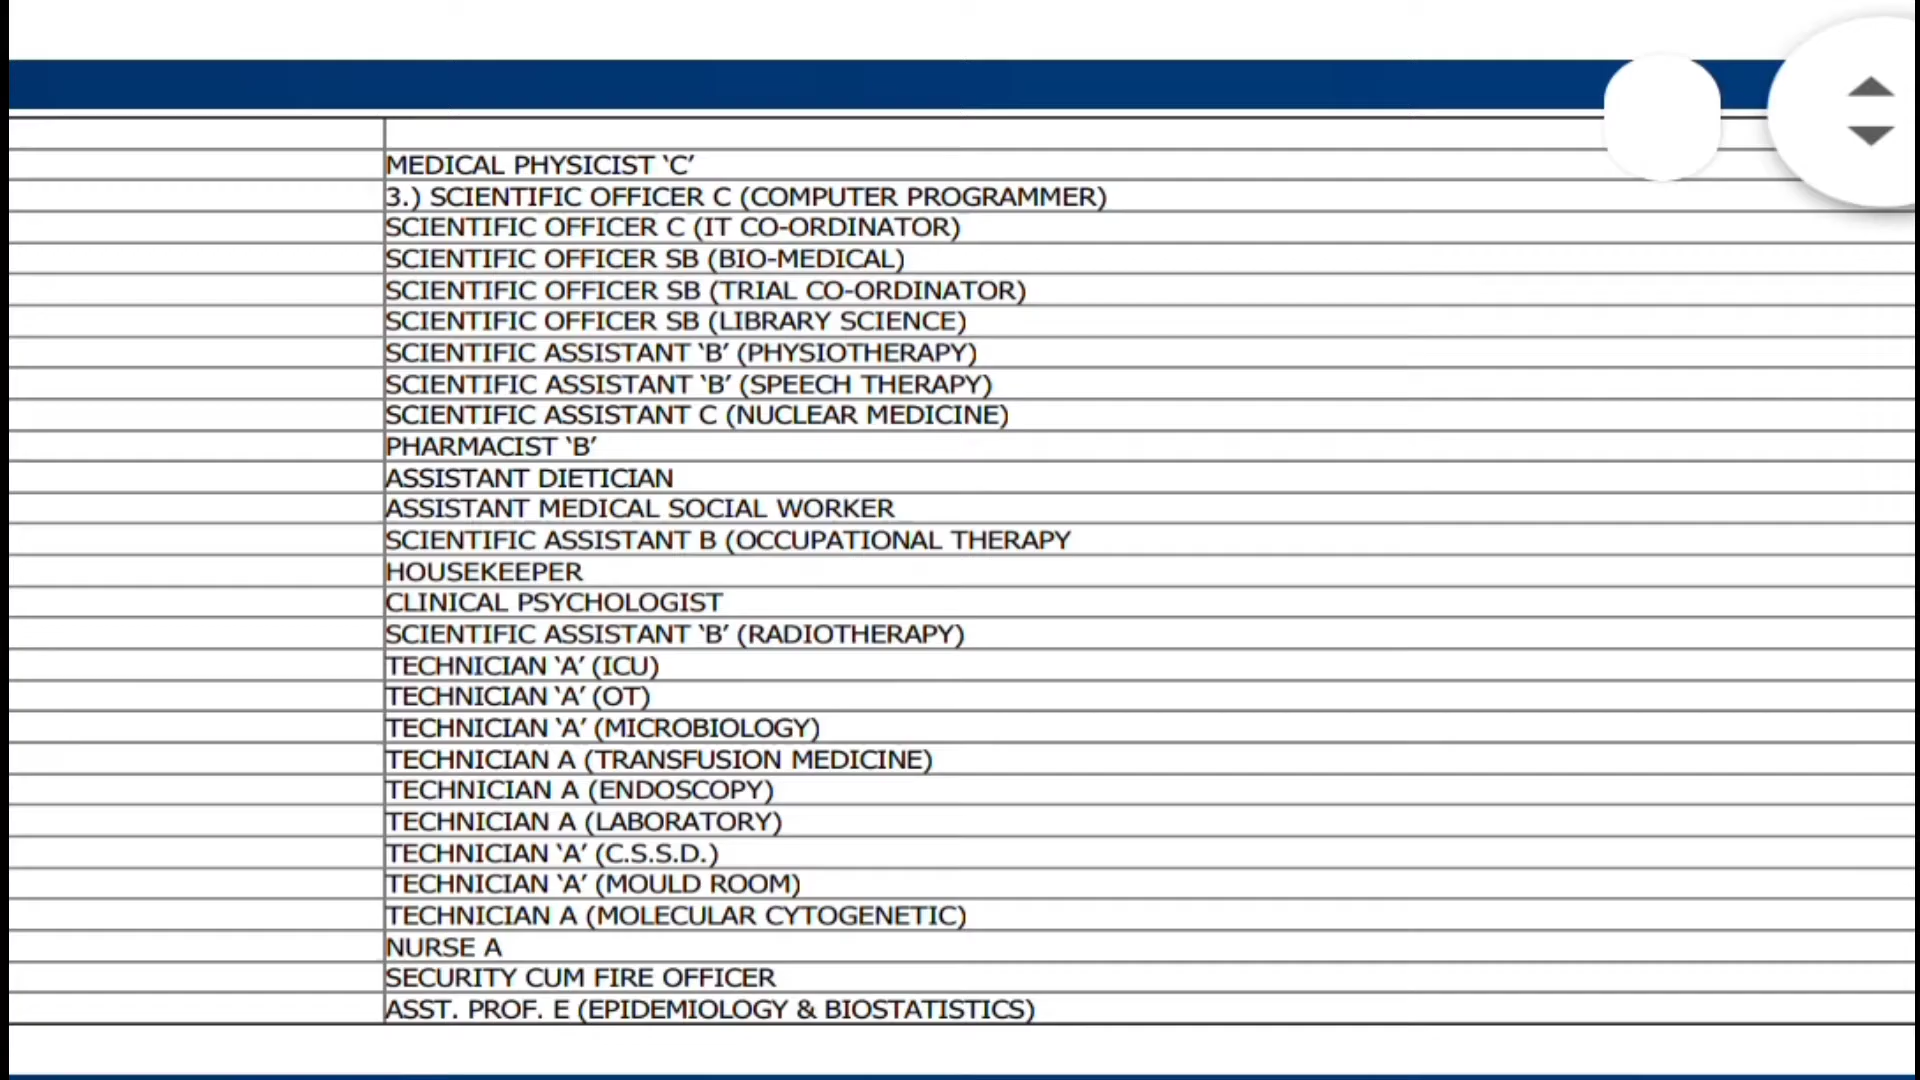 MEDICAL PHYSICIST ‘C’
3.) SCIENTIFIC OFFICER C (COMPUTER PROGRAMMER)
SCIENTIFIC OFFICER C (IT CO-ORDINATOR)
SCIENTIFIC OFFICER SB (BIO-MEDICAL)
SCIENTIFIC OFFICER SB (TRIAL CO-ORDINATOR)
SCIENTIFIC OFFICER SB (LIBRARY SCIENCE)
SCIENTIFIC ASSISTANT ‘B’ (PHYSIOTHERAPY)
SCIENTIFIC ASSISTANT ‘B’ (SPEECH THERAPY)
SCIENTIFIC ASSISTANT C (NUCLEAR MEDICINE)
PHARMACIST ‘B’
ASSISTANT DIETICIAN
ASSISTANT MEDICAL SOCIAL WORKER
SCIENTIFIC ASSISTANT B (OCCUPATIONAL THERAPY
HOUSEKEEPER
CLINICAL PSYCHOLOGIST
SCIENTIFIC ASSISTANT ‘B’ (RADIOTHERAPY)
TECHNICIAN ‘A’ (ICU)
TECHNICIAN ‘A’ (OT)
TECHNICIAN ‘A’ (MICROBIOLOGY)
TECHNICIAN A (TRANSFUSION MEDICINE)
TECHNICIAN A (ENDOSCOPY)
TECHNICIAN A (LABORATORY)
TECHNICIAN ‘A’ (C.S.S.D.)
TECHNICIAN ‘A’ (MOULD ROOM)
TECHNICIAN A (MOLECULAR CYTOGENETIC)
NURSE A
SECURITY CUM FIRE OFFICER
ASST. PROF. E (EPIDEMIOLOGY & BIOSTATISTICS)